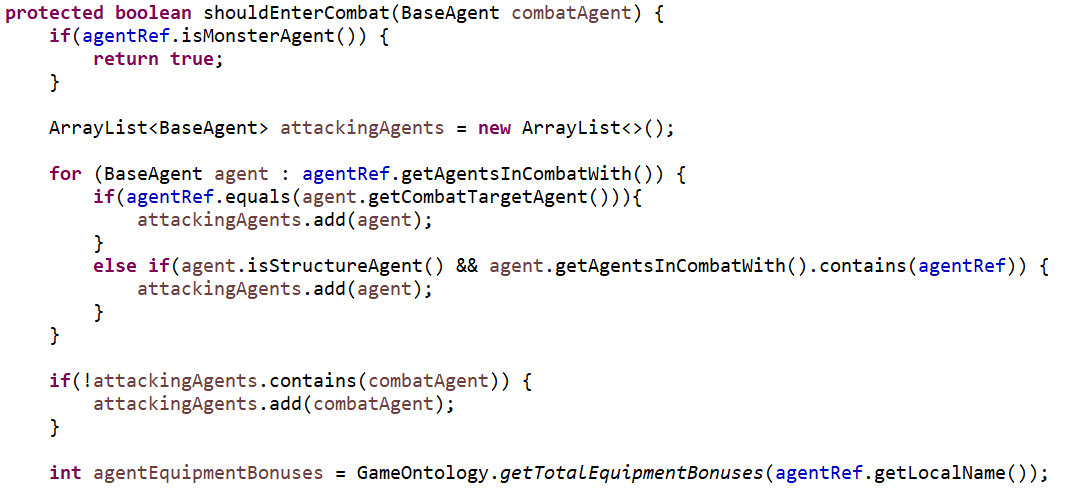 protected boolean shouldEnterCombat(BaseAgent combatAgent) {
    if(agentRef.isMonsterAgent()) {
        return true;
    }
    ArrayList<BaseAgent> attackingAgents = new ArrayList<>();
    for (BaseAgent agent : agentRef.getAgentsInCombatWith()) {
        if(agentRef.equals(agent.getCombatTargetAgent())){
            attackingAgents.add(agent);
        }
        else if(agent.isStructureAgent() && agent.getAgentsInCombatWith().contains(agentRef)) {
            attackingAgents.add(agent);
        }
    }
    if(!attackingAgents.contains(combatAgent)) {
        attackingAgents.add(combatAgent);
    }
    int agentEquipmentBonuses = GameOntology.getTotalEquipmentBonuses(agentRef.getLocalName());